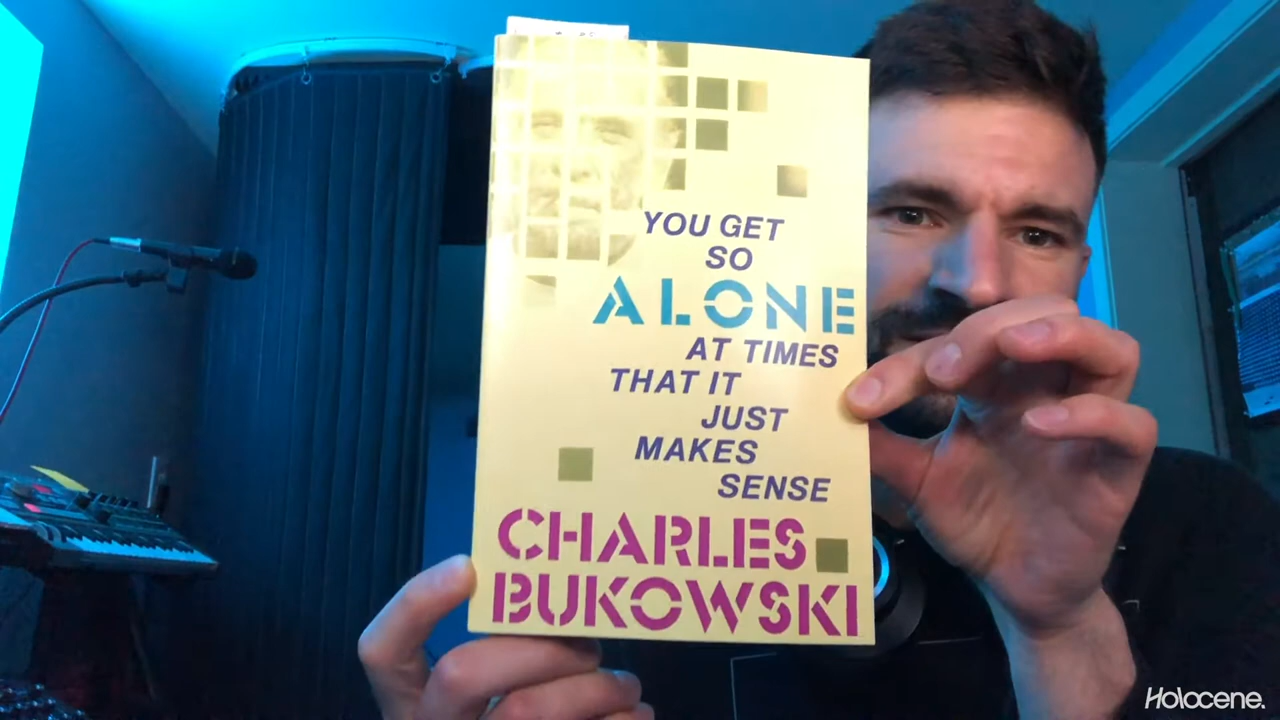 YOU GET
SO
ALONE
AT TIMES
THAT IT
JUST
MAKES
SENSE
CHARLES
BUKOWSKI
Holocene.